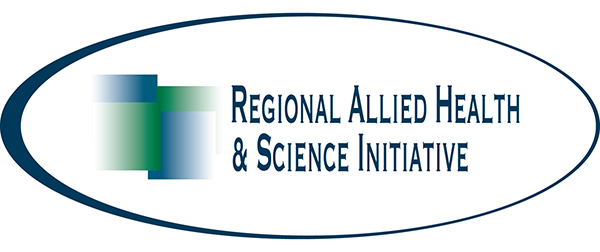 Regional Allied Health
& Science Initiative